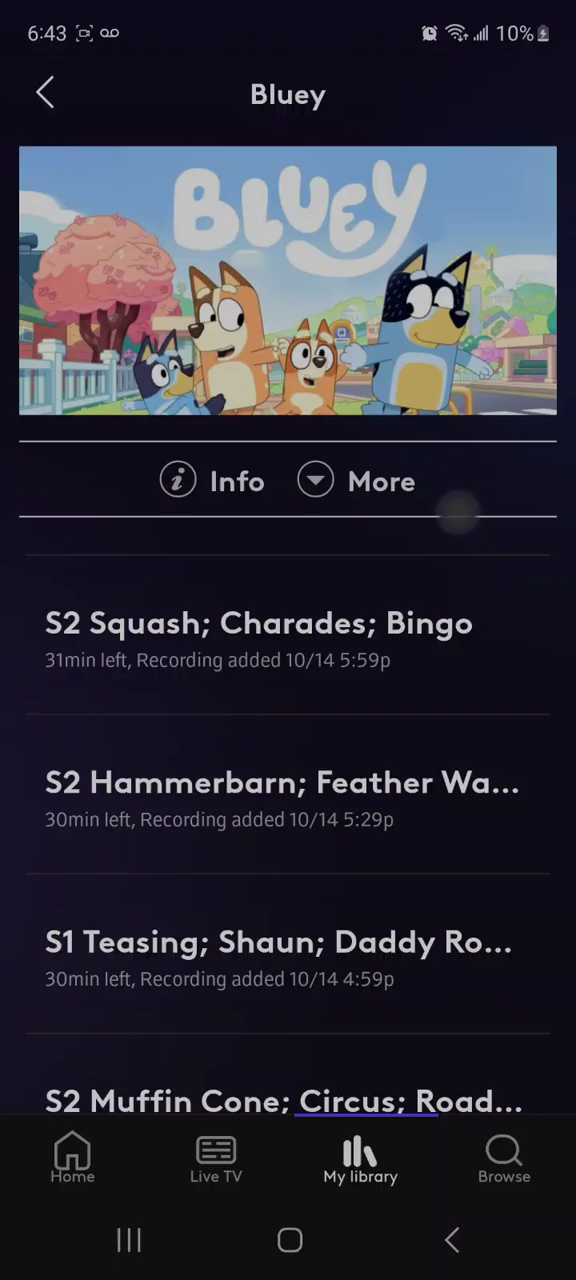 6:43 10%
Bluey
BLUEY
Info More
S2 Squash; Charades; Bingo
31min left, Recording added 10/14 5:59p
S2 Hammerbarn; Feather Wa...
30min left, Recording added 10/14 5:29p
S1 Teasing; Shaun; Daddy Ro...
30min left, Recording added 10/14 4:59p
S2 Muffin Cone; Circus; Road...
Home Live TV My library Browse